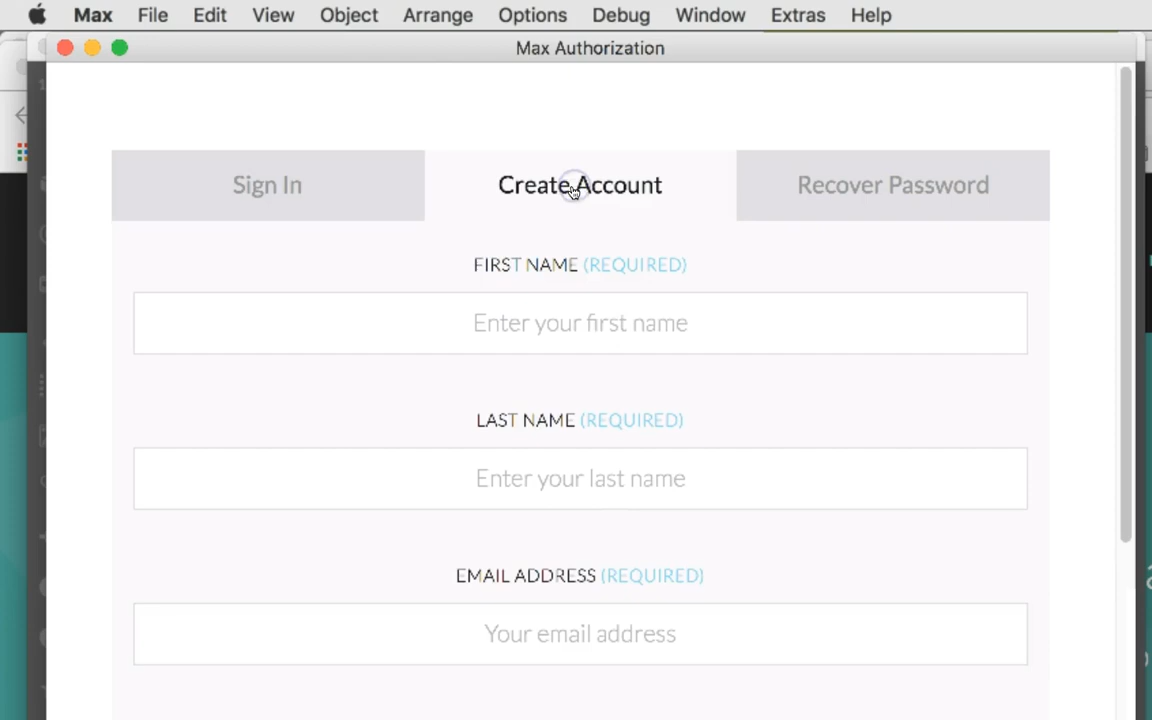 Max File Edit View Object Arrange Options Debug Window Extras Help
Max Authorization
Sign In Create Account Recover Password
FIRST NAME (REQUIRED)
Enter your first name
LAST NAME (REQUIRED)
Enter your last name
EMAIL ADDRESS (REQUIRED)
Your email address